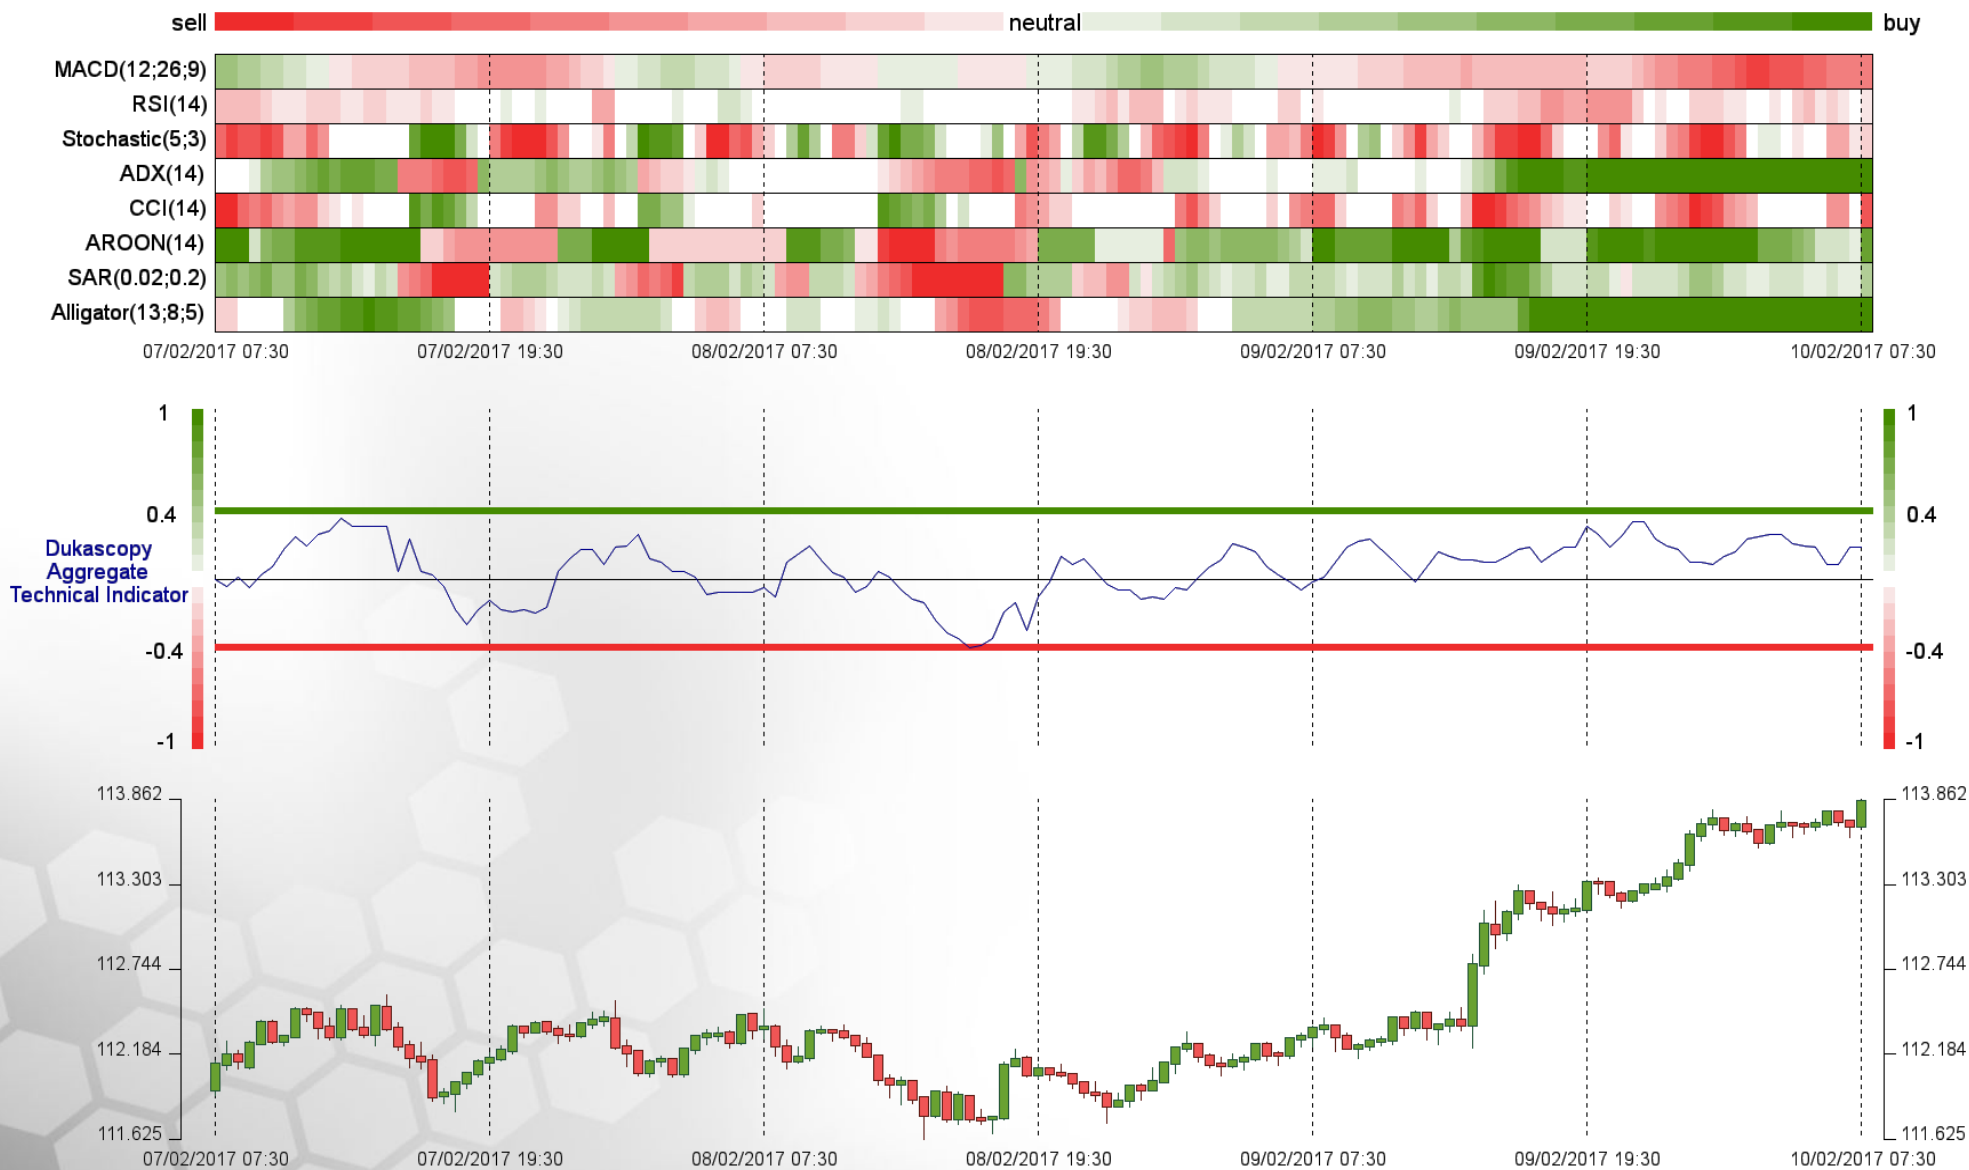 sell neutral buy
MACD(12;26;9)
RSI(14)
Stochastic(5;3)
ADX(14)
CCI(14)
AROON(14)
SAR(0.02;0.2)
Alligator(13;8;5)
07/02/2017 07:30 07/02/2017 19:30 08/02/2017 07:30 08/02/2017 19:30 09/02/2017 07:30 09/02/2017 19:30 10/02/2017 07:30
1 1
0.4 0.4
Dukascopy
Aggregate
Technical Indicator
-0.4 -0.4
-1 -1
113.862 113.862
113.303 113.303
112.744 112.744
112.184 112.184
111.625 111.625
07/02/2017 07:30 07/02/2017 19:30 08/02/2017 07:30 08/02/2017 19:30 09/02/2017 07:30 09/02/2017 19:30 10/02/2017 07:30